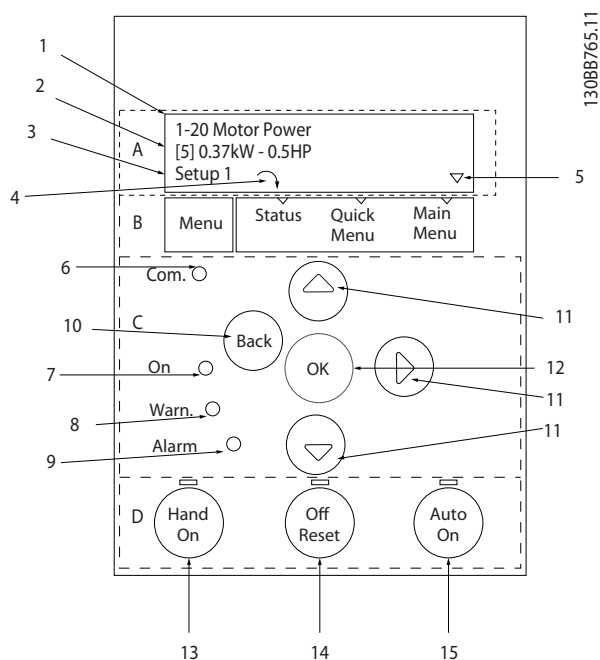 130BB765.11
1
2
3
4
5
A
1-20 Motor Power
[5] 0.37kW - 0.5HP
Setup 1
B
Menu
Status
Quick
Menu
Main
Menu
6
Com.
C
10
Back
11
OK
12
7
On
11
8
Warn.
11
9
Alarm
D
Hand
On
Off
Reset
Auto
On
13
14
15